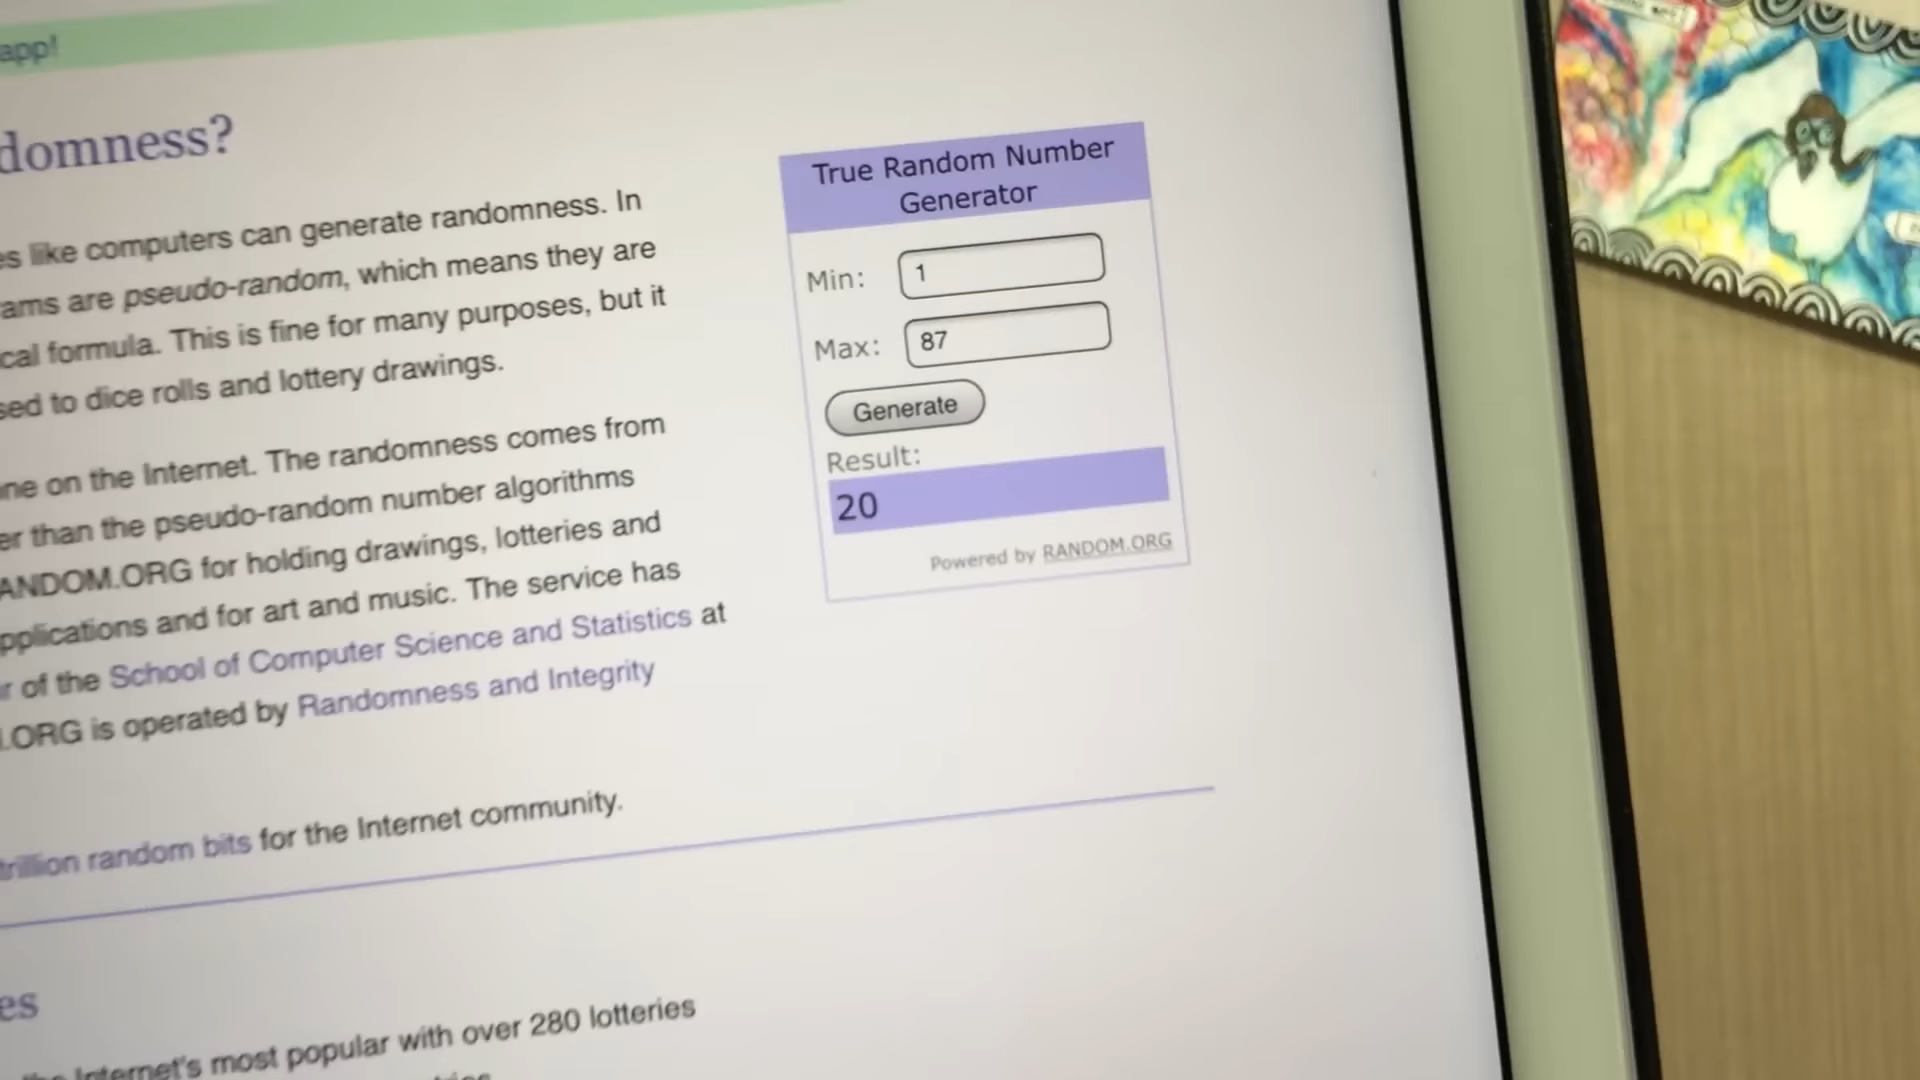 app!
domness?
es like computers can generate randomness. In
ams are pseudo-random, which means they are
cal formula. This is fine for many purposes, but it
sed to dice rolls and lottery drawings.
ne on the Internet. The randomness comes from
er than the pseudo-random number algorithms
ANDOM.ORG for holding drawings, lotteries and
pplications and for art and music. The service has
r of the School of Computer Science and Statistics at
.ORG is operated by Randomness and Integrity
trillion random bits for the Internet community.
es
the Internet's most popular with over 280 lotteries
True Random Number
Generator
Min: 1
Max: 87
Generate
Result:
20
Powered by RANDOM.ORG